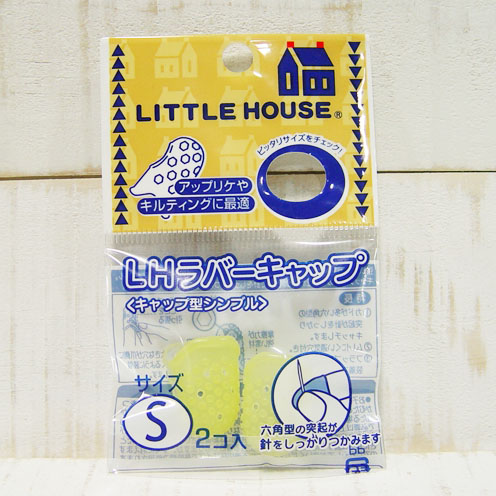 LITTLE HOUSE®
ピッタリサイズをチェック!
アップリケや
キルティングに最適
LHラバーキャップ
<キャップ型シンプル>
サイズ
S
2コ入
六角型の突起が
針をしっかりつかみます